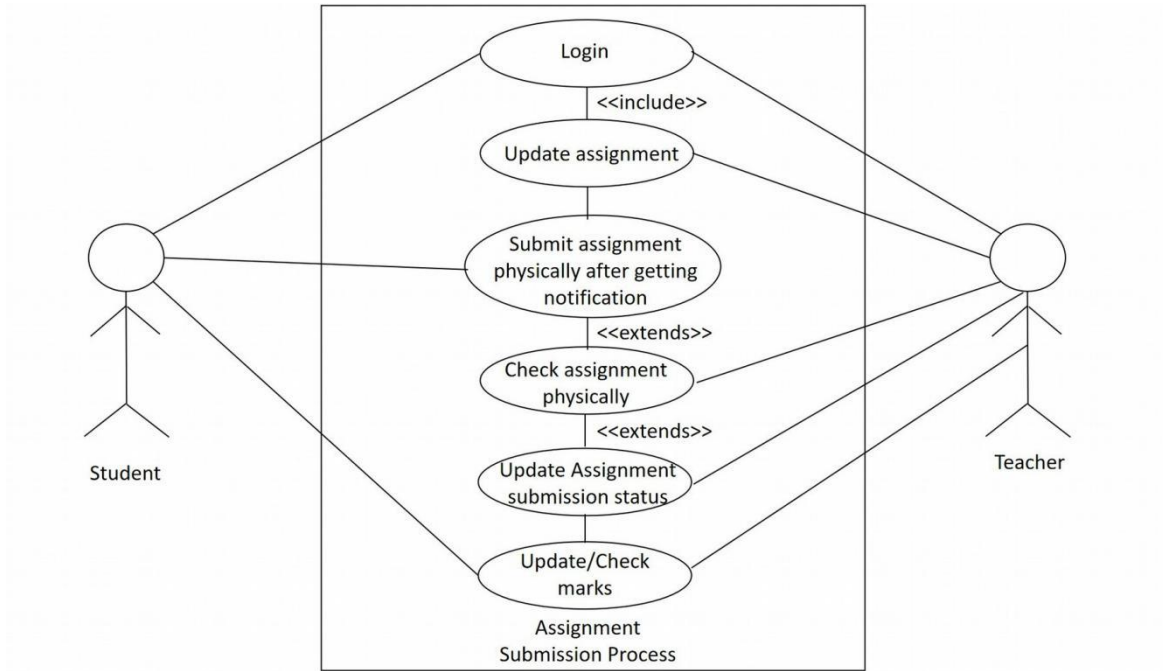 Login
<<include>>
Update assignment
Submit assignment
physically after getting
notification
<<extends>>
Check assignment
physically
<<extends>>
Update Assignment
submission status
Update/Check
marks
Assignment
Submission Process
Student
Teacher